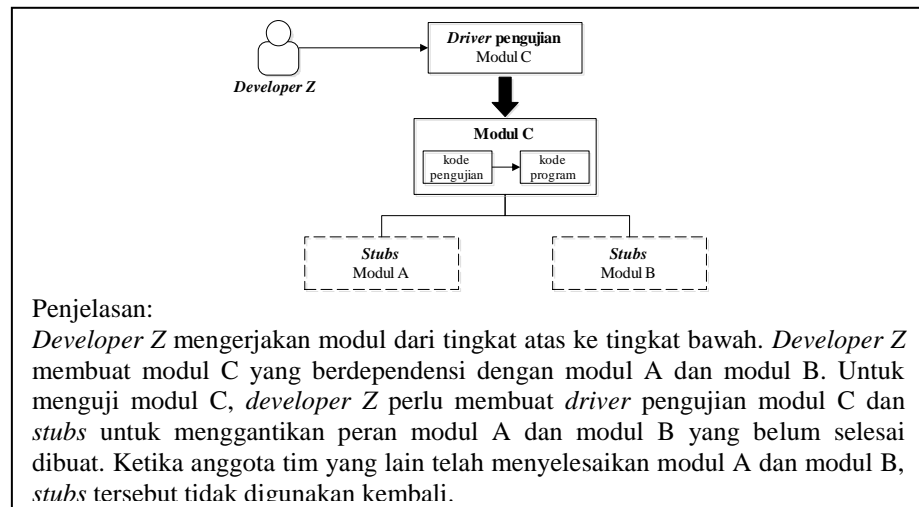 Driver pengujian
Modul C
Developer Z
Modul C
kode
pengujian
kode
program
Stubs
Modul A
Stubs
Modul B
Penjelasan:
Developer Z mengerjakan modul dari tingkat atas ke tingkat bawah. Developer Z
membuat modul C yang berdependensi dengan modul A dan modul B. Untuk
menguji modul C, developer Z perlu membuat driver pengujian modul C dan
stubs untuk menggantikan peran modul A dan modul B yang belum selesai
dibuat. Ketika anggota tim yang lain telah menyelesaikan modul A dan modul B,
stubs tersebut tidak digunakan kembali.